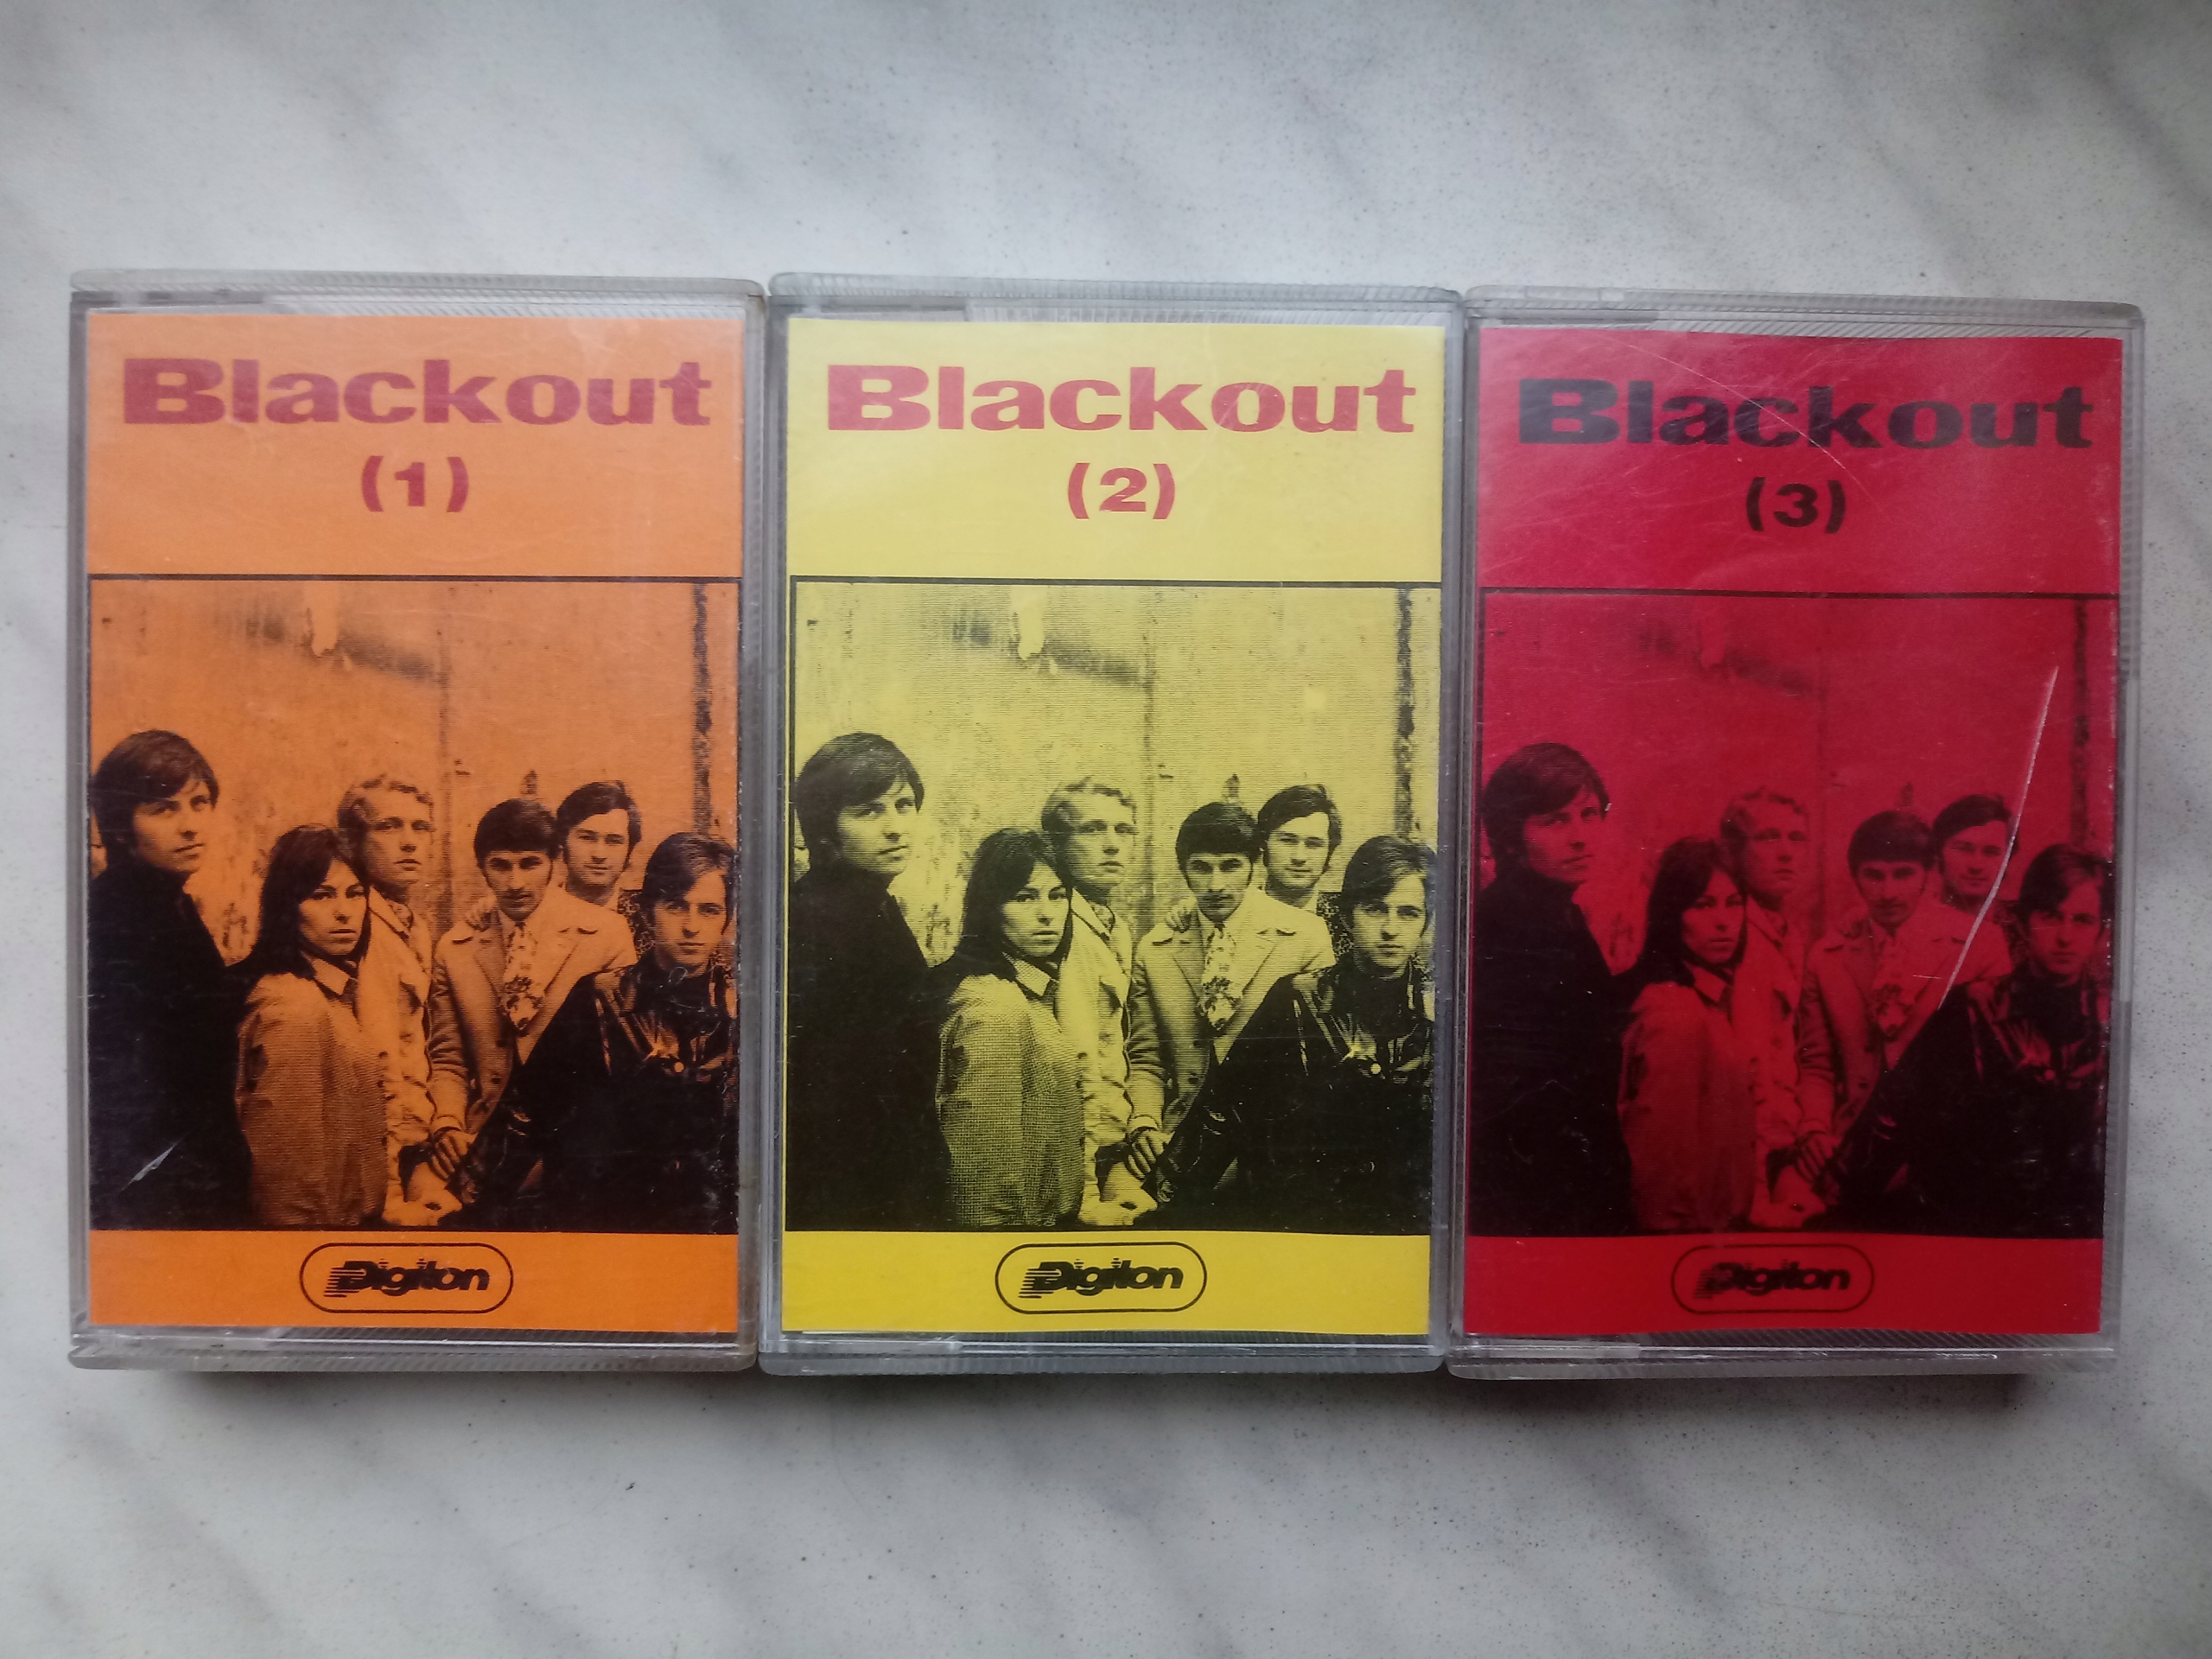 Blackout
(1)
Digiton
Blackout
(2)
Digiton
Blackout
(3)
Digiton